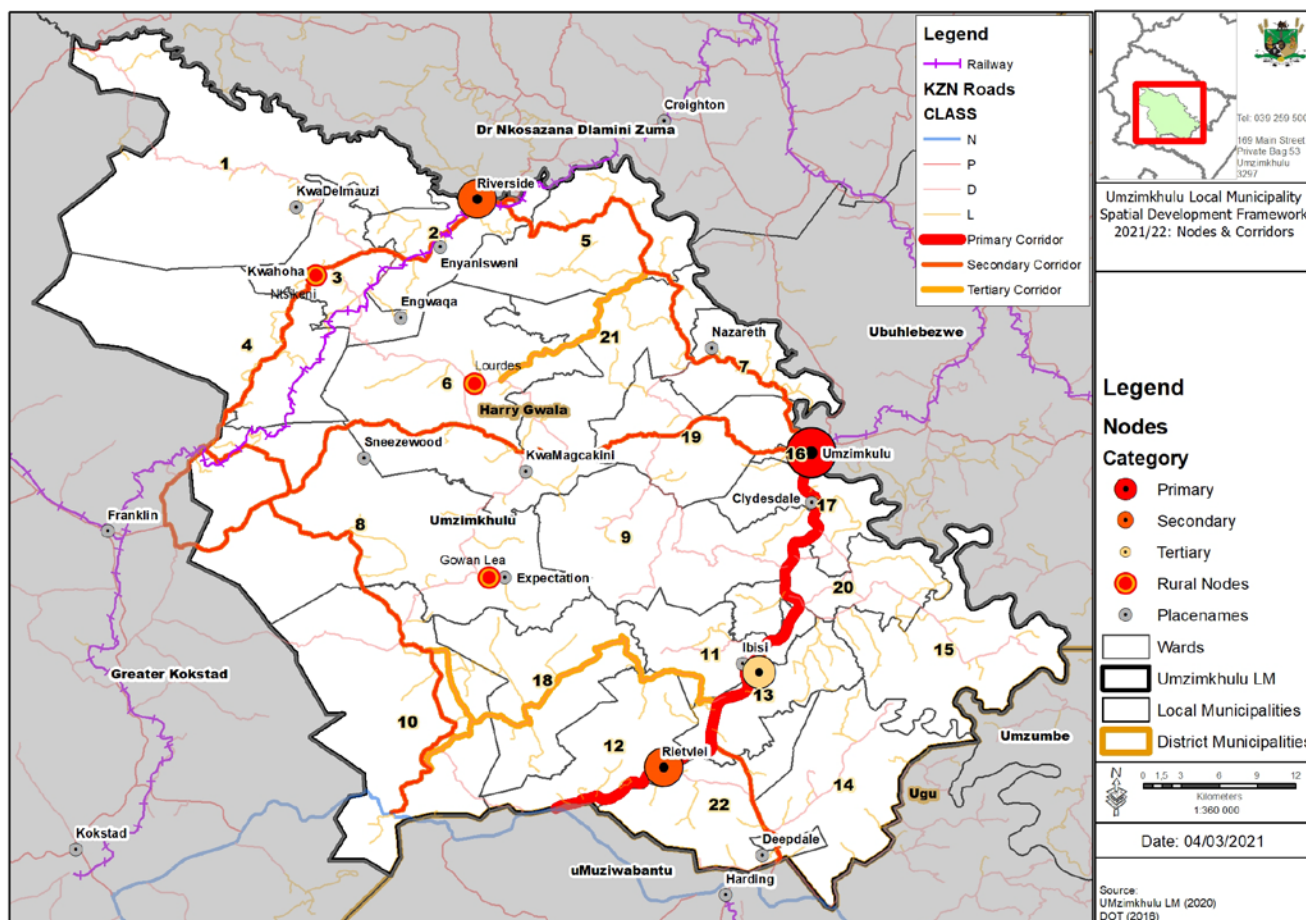 Creighton
Dr Nkosazana Dlamini Zuma
1
Riverside
KwaDelmauzi
2
5
Enyanisweni
Kwahoha
3
Ntsikeni
Engwaqa
Nazareth
Ubuhlebezwe
4
21
7
Lourdes
6
Harry Gwala
Sneezewood
19
16
Umzimkulu
KwaMagcakini
Clydesdale
17
Franklin
8
Umzimkhulu
9
Gowan Lea
Expectation
20
Ibisi
11
15
Greater Kokstad
18
13
10
Umzumbe
12
Rietvlei
14
22
Ugu
Kokstad
Deepdale
uMuziwabantu
Harding
Legend
Railway
KZN Roads
CLASS
N
P
D
L
Primary Corridor
Secondary Corridor
Tertiary Corridor
Tel: 039 259 500
169 Main Street
Private Bag 53
Umzimkulu
3297
Umzimkhulu Local Municipality
Spatial Development Framework
2021/22: Nodes & Corridors
Legend
Nodes
Category
Primary
Secondary
Tertiary
Rural Nodes
Placenames
Wards
Umzimkhulu LM
Local Municipalities
District Municipalities
N
0 1,5 3 6 9 12
Kilometers
1:360 000
Date: 04/03/2021
Source:
UMzimkhulu LM (2020)
DOT (2016)